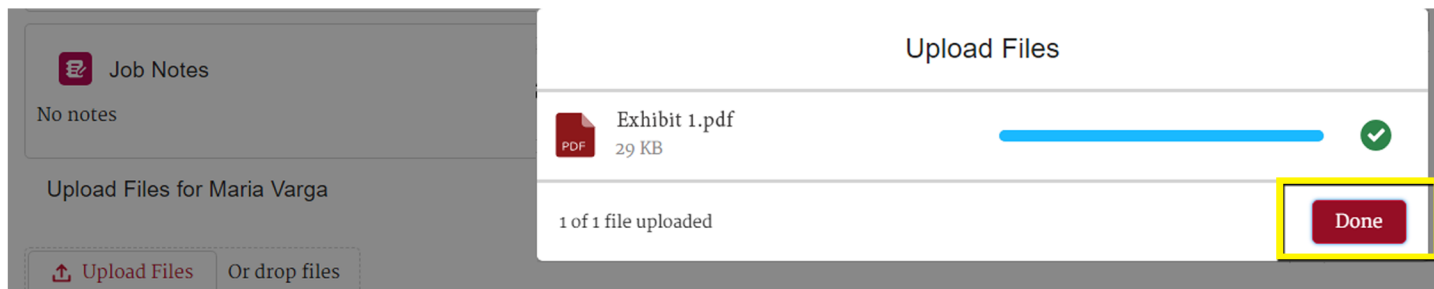 Job Notes
No notes
Upload Files for Maria Varga
Upload Files
Or drop files
Upload Files
PDF
Exhibit 1.pdf
29 KB
1 of 1 file uploaded
Done